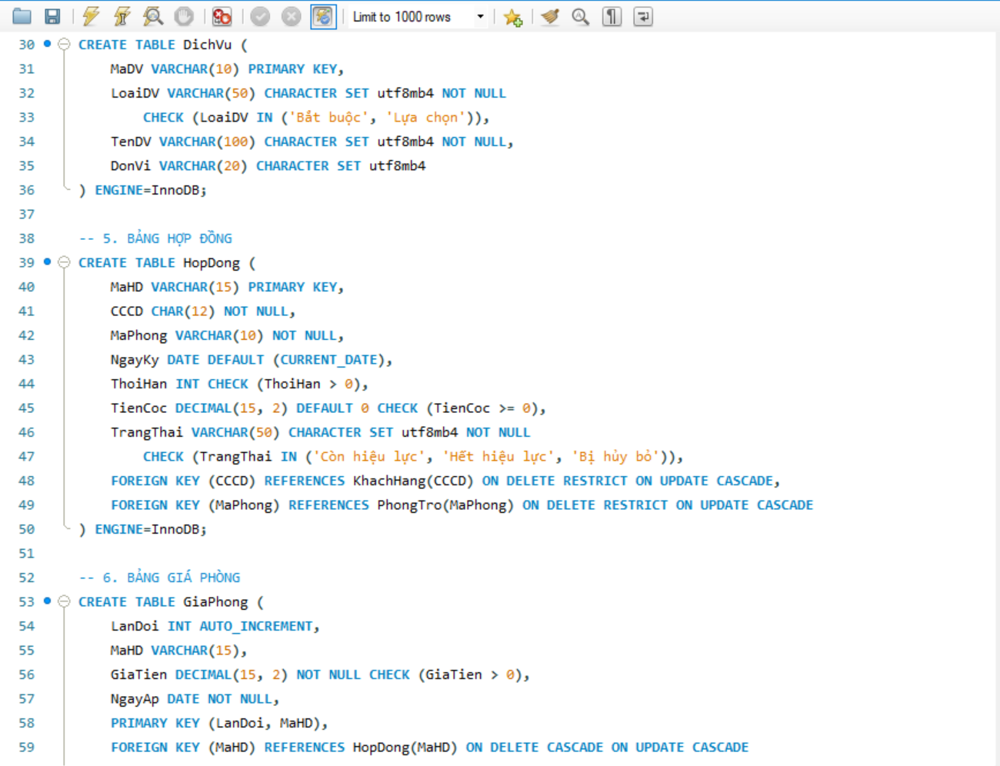 Limit to 1000 rows
30 CREATE TABLE DichVu (
31 MaDV VARCHAR(10) PRIMARY KEY,
32 LoaiDV VARCHAR(50) CHARACTER SET utf8mb4 NOT NULL
33 CHECK (LoaiDV IN ('Bắt buộc', 'Lựa chọn')),
34 TenDV VARCHAR(100) CHARACTER SET utf8mb4 NOT NULL,
35 DonVi VARCHAR(20) CHARACTER SET utf8mb4
36 ) ENGINE=InnoDB;
37
38 -- 5. BẢNG HỢP ĐỒNG
39 CREATE TABLE HopDong (
40 MaHD VARCHAR(15) PRIMARY KEY,
41 CCCD CHAR(12) NOT NULL,
42 MaPhong VARCHAR(10) NOT NULL,
43 NgayKy DATE DEFAULT (CURRENT_DATE),
44 ThoiHan INT CHECK (ThoiHan > 0),
45 TienCoc DECIMAL(15, 2) DEFAULT 0 CHECK (TienCoc >= 0),
46 TrangThai VARCHAR(50) CHARACTER SET utf8mb4 NOT NULL
47 CHECK (TrangThai IN ('Còn hiệu lực', 'Hết hiệu lực', 'Bị hủy bỏ')),
48 FOREIGN KEY (CCCD) REFERENCES KhachHang(CCCD) ON DELETE RESTRICT ON UPDATE CASCADE,
49 FOREIGN KEY (MaPhong) REFERENCES PhongTro(MaPhong) ON DELETE RESTRICT ON UPDATE CASCADE
50 ) ENGINE=InnoDB;
51
52 -- 6. BẢNG GIÁ PHÒNG
53 CREATE TABLE GiaPhong (
54 LanDoi INT AUTO_INCREMENT,
55 MaHD VARCHAR(15),
56 GiaTien DECIMAL(15, 2) NOT NULL CHECK (GiaTien > 0),
57 NgayAp DATE NOT NULL,
58 PRIMARY KEY (LanDoi, MaHD),
59 FOREIGN KEY (MaHD) REFERENCES HopDong(MaHD) ON DELETE CASCADE ON UPDATE CASCADE